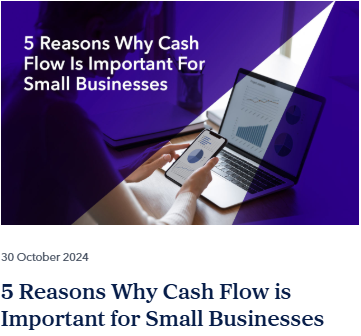 5 Reasons Why Cash
Flow Is Important For
Small Businesses
30 October 2024
5 Reasons Why Cash Flow is
Important for Small Businesses